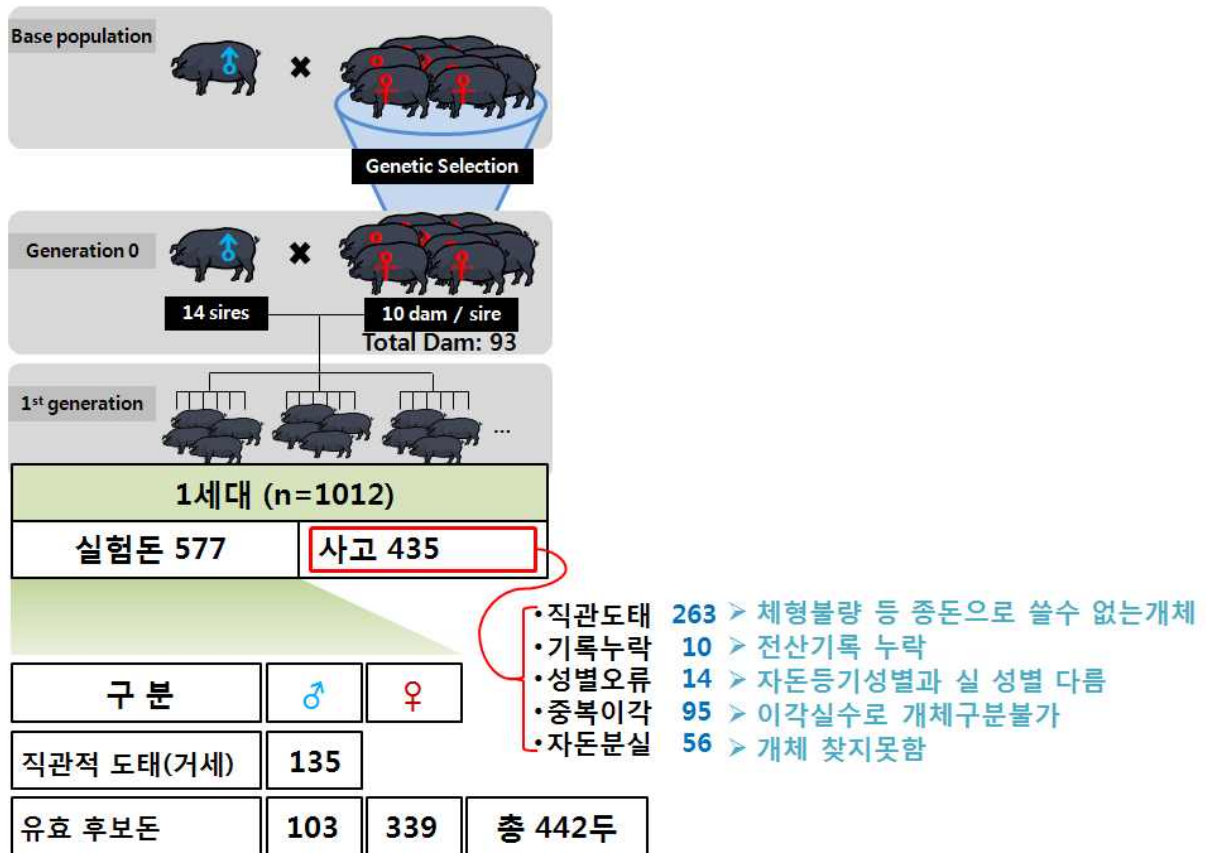 Base population
Genetic Selection
Generation 0
14 sires
10 dam / sire
Total Dam: 93
1st generation
...
1세대 (n=1012)
실험돈 577
사고 435
•직관도태 263 ➢ 체형불량 등 종돈으로 쓸수 없는개체
•기록누락 10 ➢ 전산기록 누락
•성별오류 14 ➢ 자돈등기성별과 실 성별 다름
•중복이각 95 ➢ 이각실수로 개체구분불가
•자돈분실 56 ➢ 개체 찾지못함
구 분 ♂ ♀
직관적 도태(거세) 135
유효 후보돈 103 339 총 442두